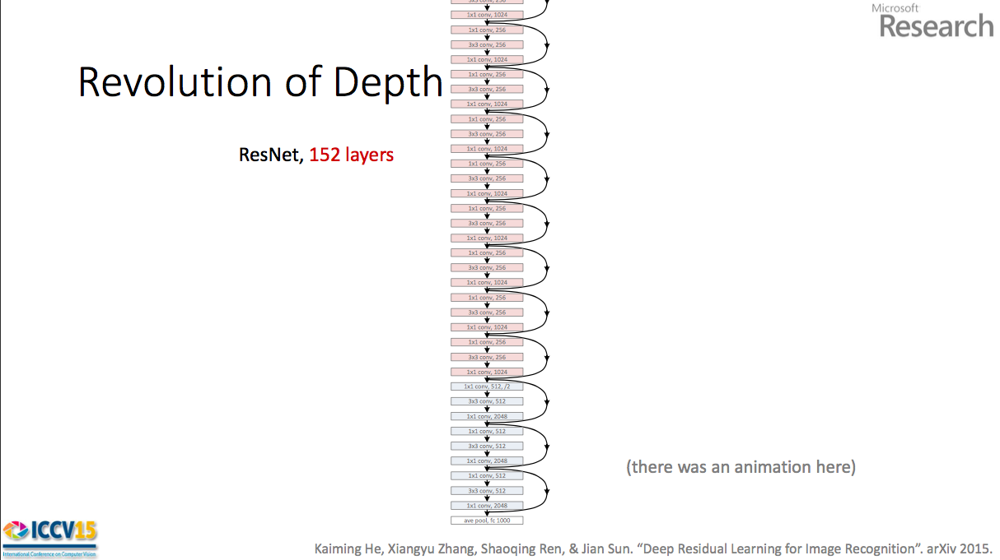 3x3 conv, 256
1x1 conv, 1024
1x1 conv, 256
3x3 conv, 256
1x1 conv, 1024
1x1 conv, 256
3x3 conv, 256
1x1 conv, 1024
1x1 conv, 256
3x3 conv, 256
1x1 conv, 1024
1x1 conv, 256
3x3 conv, 256
1x1 conv, 1024
1x1 conv, 256
3x3 conv, 256
1x1 conv, 1024
1x1 conv, 256
3x3 conv, 256
1x1 conv, 1024
1x1 conv, 256
3x3 conv, 256
1x1 conv, 1024
1x1 conv, 256
3x3 conv, 256
1x1 conv, 1024
1x1 conv, 512, /2
3x3 conv, 512
1x1 conv, 2048
1x1 conv, 512
3x3 conv, 512
1x1 conv, 2048
1x1 conv, 512
3x3 conv, 512
1x1 conv, 2048
ave pool, fc 1000
Microsoft
Research
Revolution of Depth
ResNet, 152 layers
(there was an animation here)
ICCV15
International Conference on Computer Vision
Kaiming He, Xiangyu Zhang, Shaoqing Ren, & Jian Sun. “Deep Residual Learning for Image Recognition”. arXiv 2015.